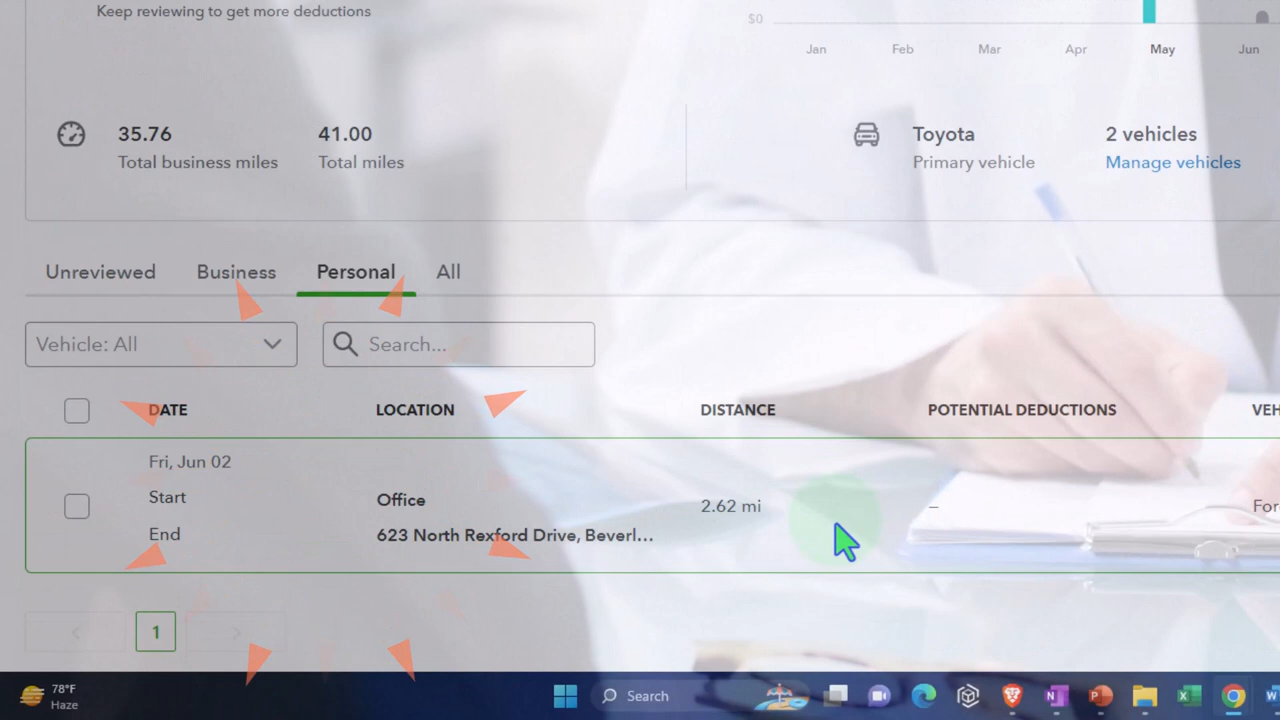 Keep reviewing to get more deductions
$0
Jan Feb Mar Apr May Jun
35.76 41.00 Toyota 2 vehicles
Total business miles Total miles Primary vehicle Manage vehicles
Unreviewed Business Personal All
Vehicle: All Search...
DATE LOCATION DISTANCE POTENTIAL DEDUCTIONS
Fri, Jun 02
Start Office 2.62 mi –
End 623 North Rexford Drive, Beverl...
1
78°F
Haze
Search